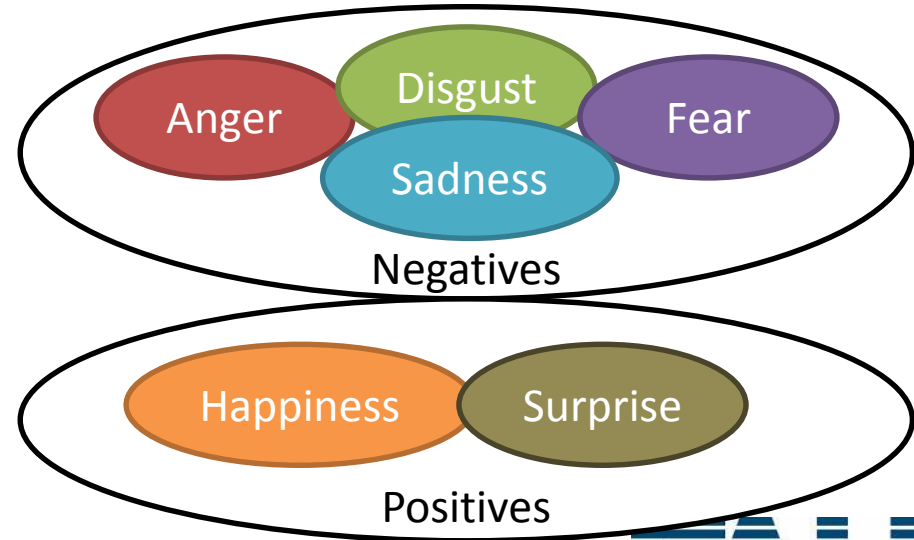 Disgust
Anger
Fear
Sadness
Negatives
Happiness
Surprise
Positives